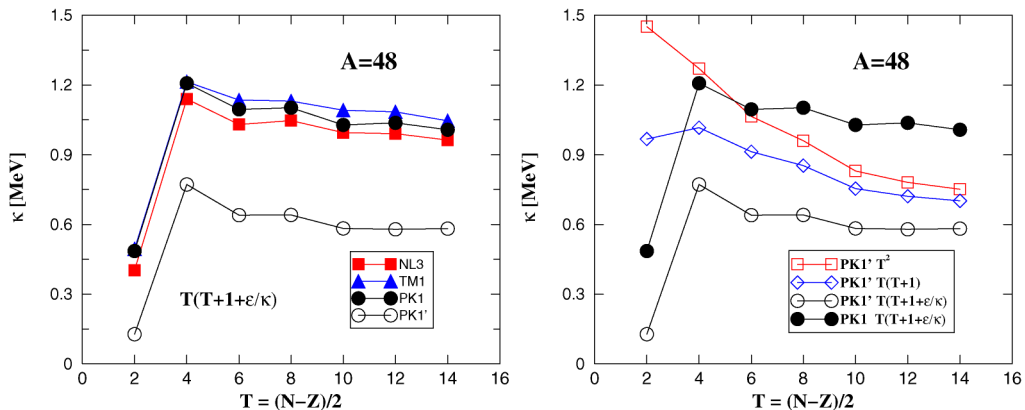 1.5
1.2
0.9
0.6
0.3
0
κ [MeV]
A=48
T(T+1+ε/κ)
NL3
TM1
PK1
PK1'
0 2 4 6 8 10 12 14 16
T = (N−Z)/2
1.5
1.2
0.9
0.6
0.3
0
κ [MeV]
A=48
PK1' T²
PK1' T(T+1)
PK1' T(T+1+ε/κ)
PK1 T(T+1+ε/κ)
0 2 4 6 8 10 12 14 16
T = (N−Z)/2